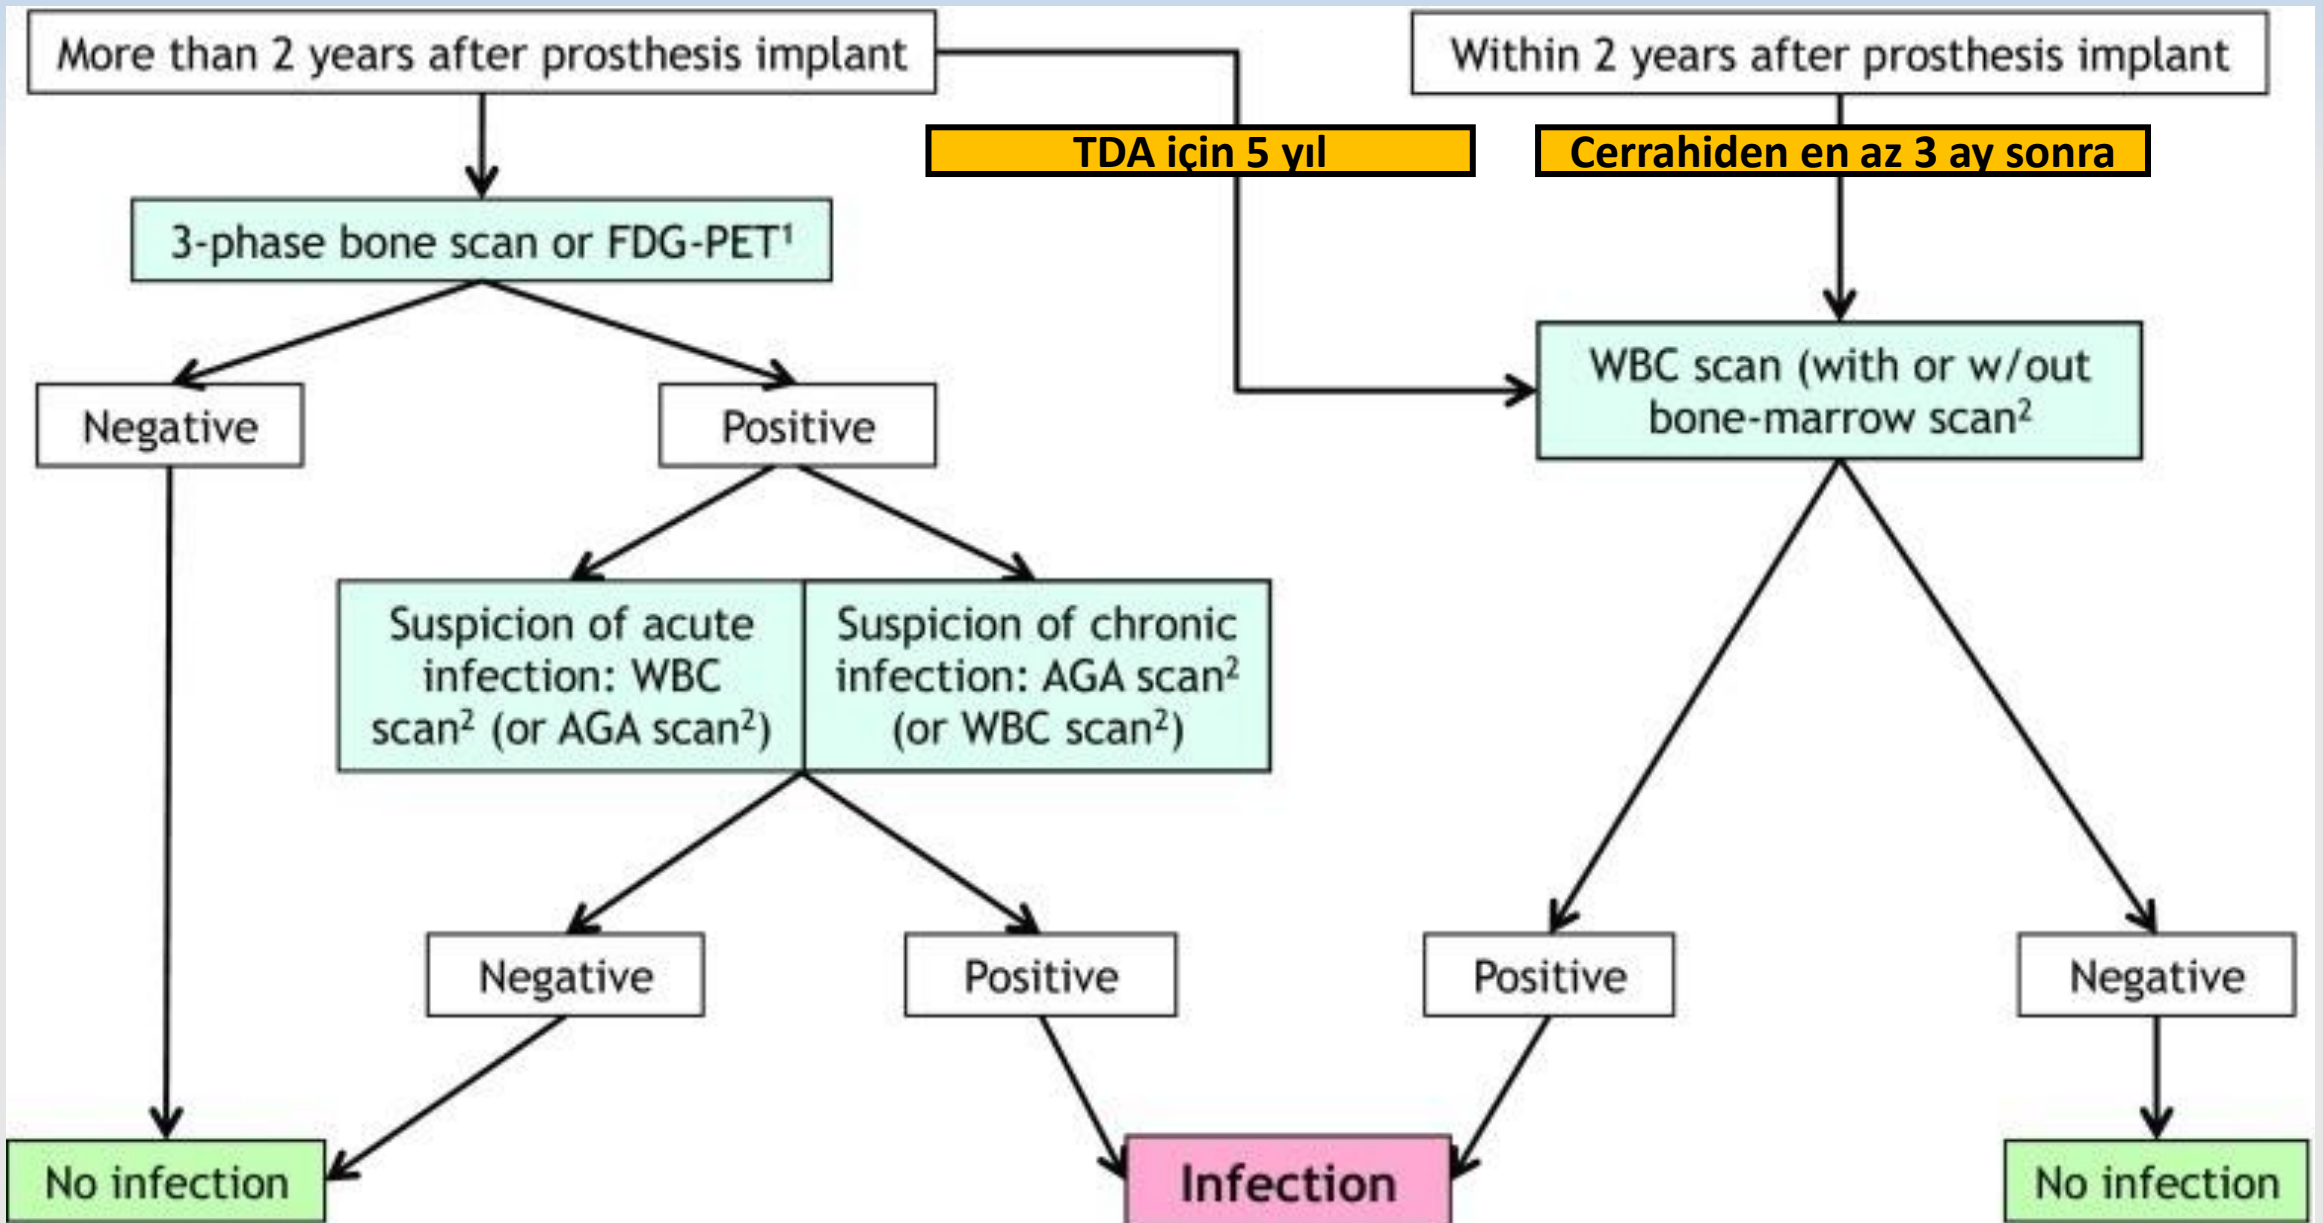 More than 2 years after prosthesis implant
Within 2 years after prosthesis implant
TDA için 5 yıl
Cerrahiden en az 3 ay sonra
3-phase bone scan or FDG-PET¹
WBC scan (with or w/out
bone-marrow scan²
Negative
Positive
Suspicion of acute
infection: WBC
scan² (or AGA scan²)
Suspicion of chronic
infection: AGA scan²
(or WBC scan²)
Negative
Positive
Positive
Negative
No infection
Infection
No infection